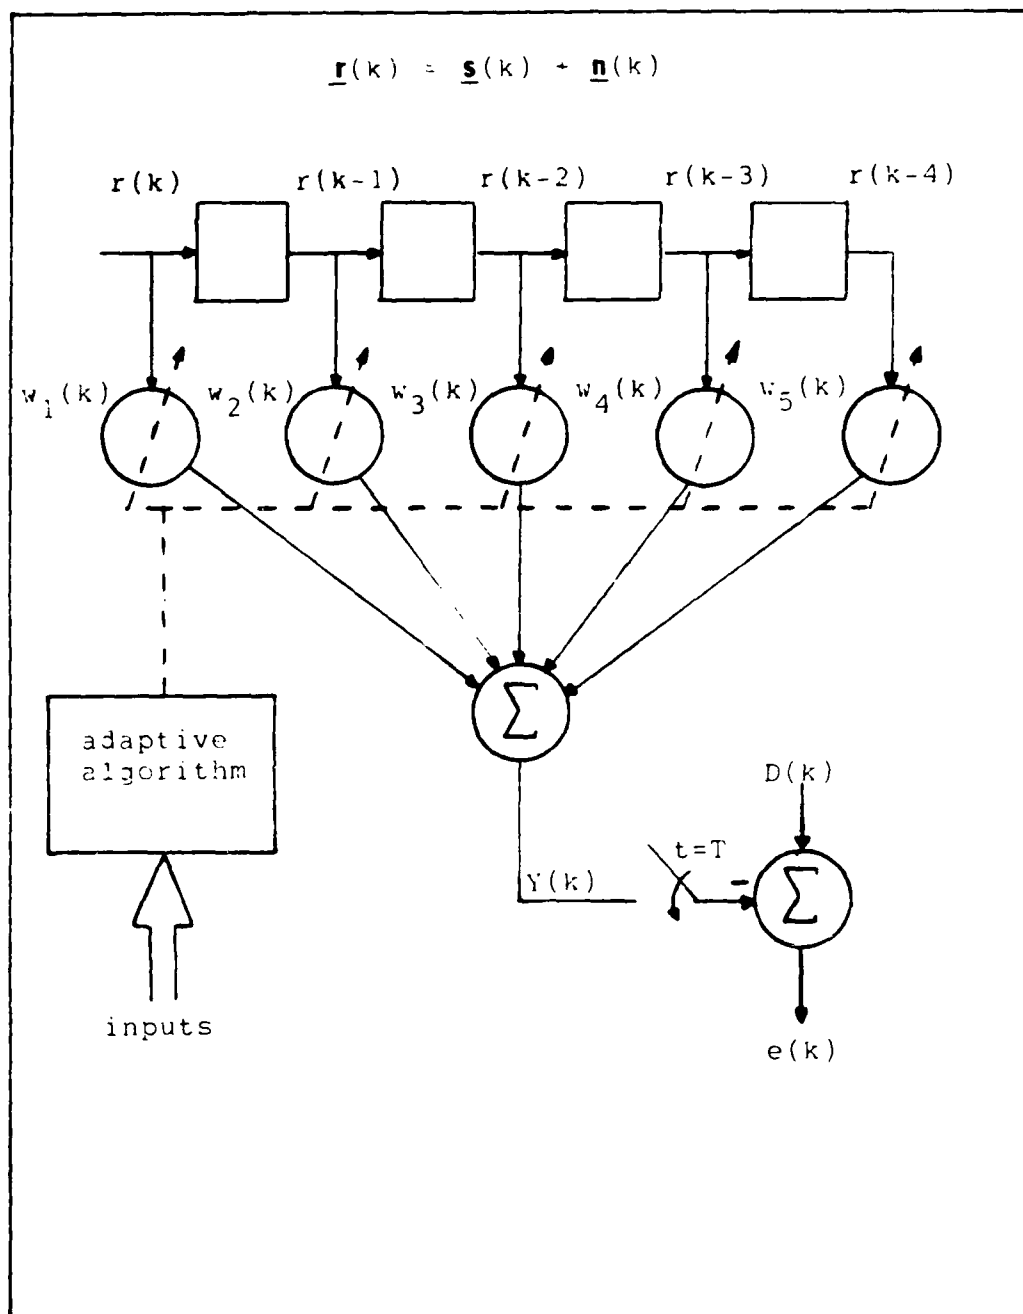 r(k) = s(k) + n(k)
r(k) r(k-1) r(k-2) r(k-3) r(k-4)
w1(k) w2(k) w3(k) w4(k) w5(k)
Σ
adaptive
algorithm
D(k)
t=T
Y(k)
−
Σ
inputs
e(k)